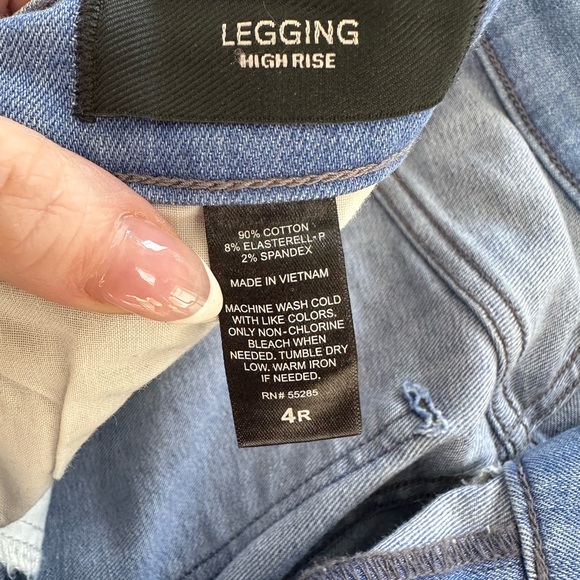 LEGGING
HIGH RISE
90% COTTON
8% ELASTERELL-P
2% SPANDEX
MADE IN VIETNAM
MACHINE WASH COLD
WITH LIKE COLORS.
ONLY NON-CHLORINE
BLEACH WHEN
NEEDED. TUMBLE DRY
LOW. WARM IRON
IF NEEDED.
RN# 55285
4R